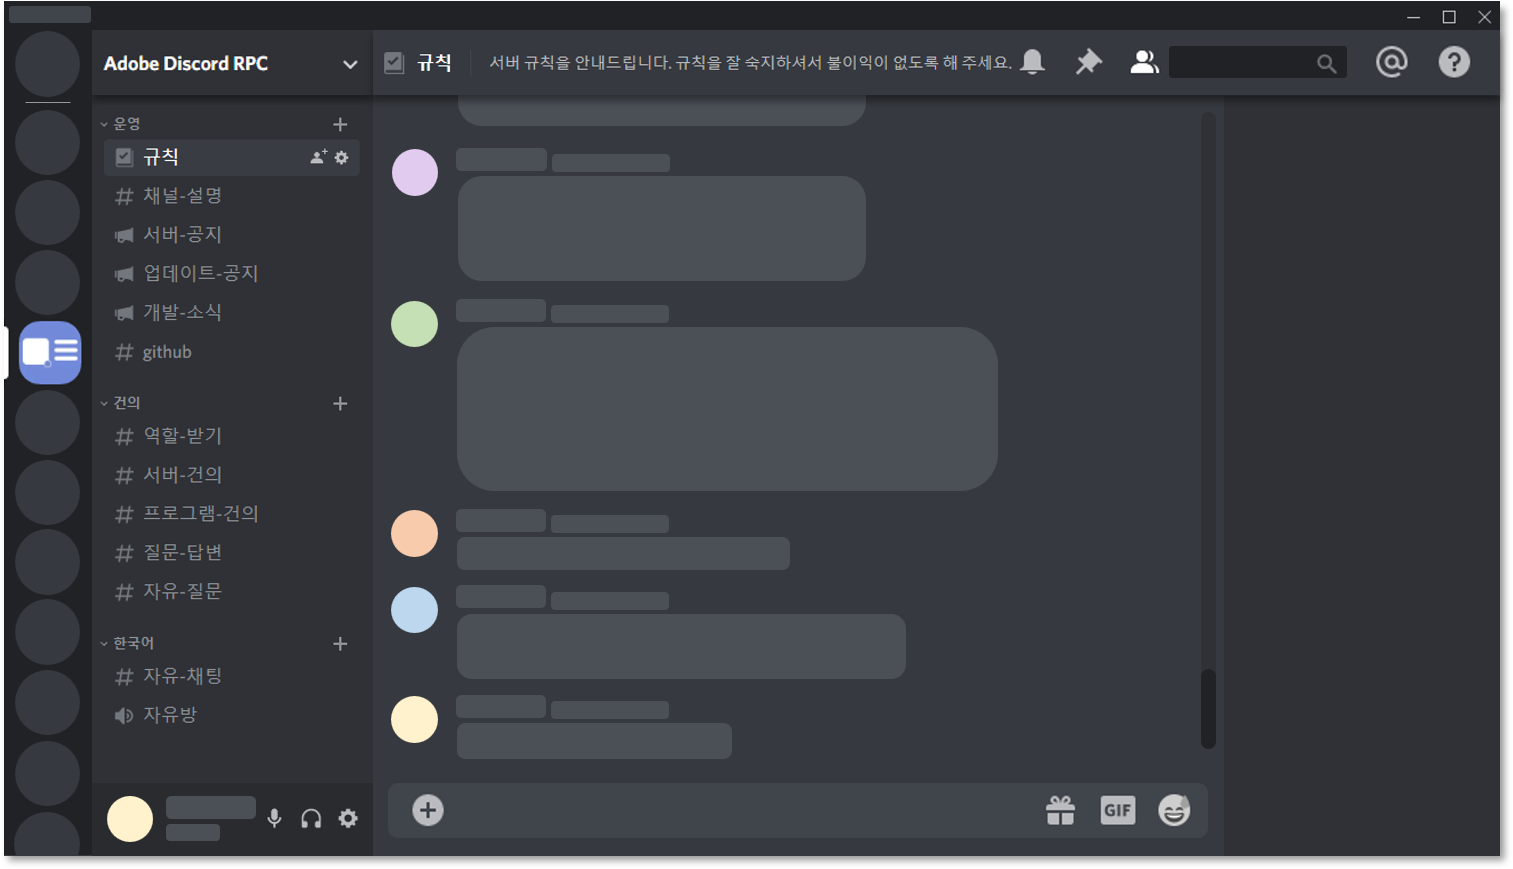 Adobe Discord RPC
규칙
서버 규칙을 안내드립니다. 규칙을 잘 숙지하셔서 불이익이 없도록 해 주세요.
운영
규칙
채널-설명
서버-공지
업데이트-공지
개발-소식
github
건의
역할-받기
서버-건의
프로그램-건의
질문-답변
자유-질문
한국어
자유-채팅
자유방
GIF